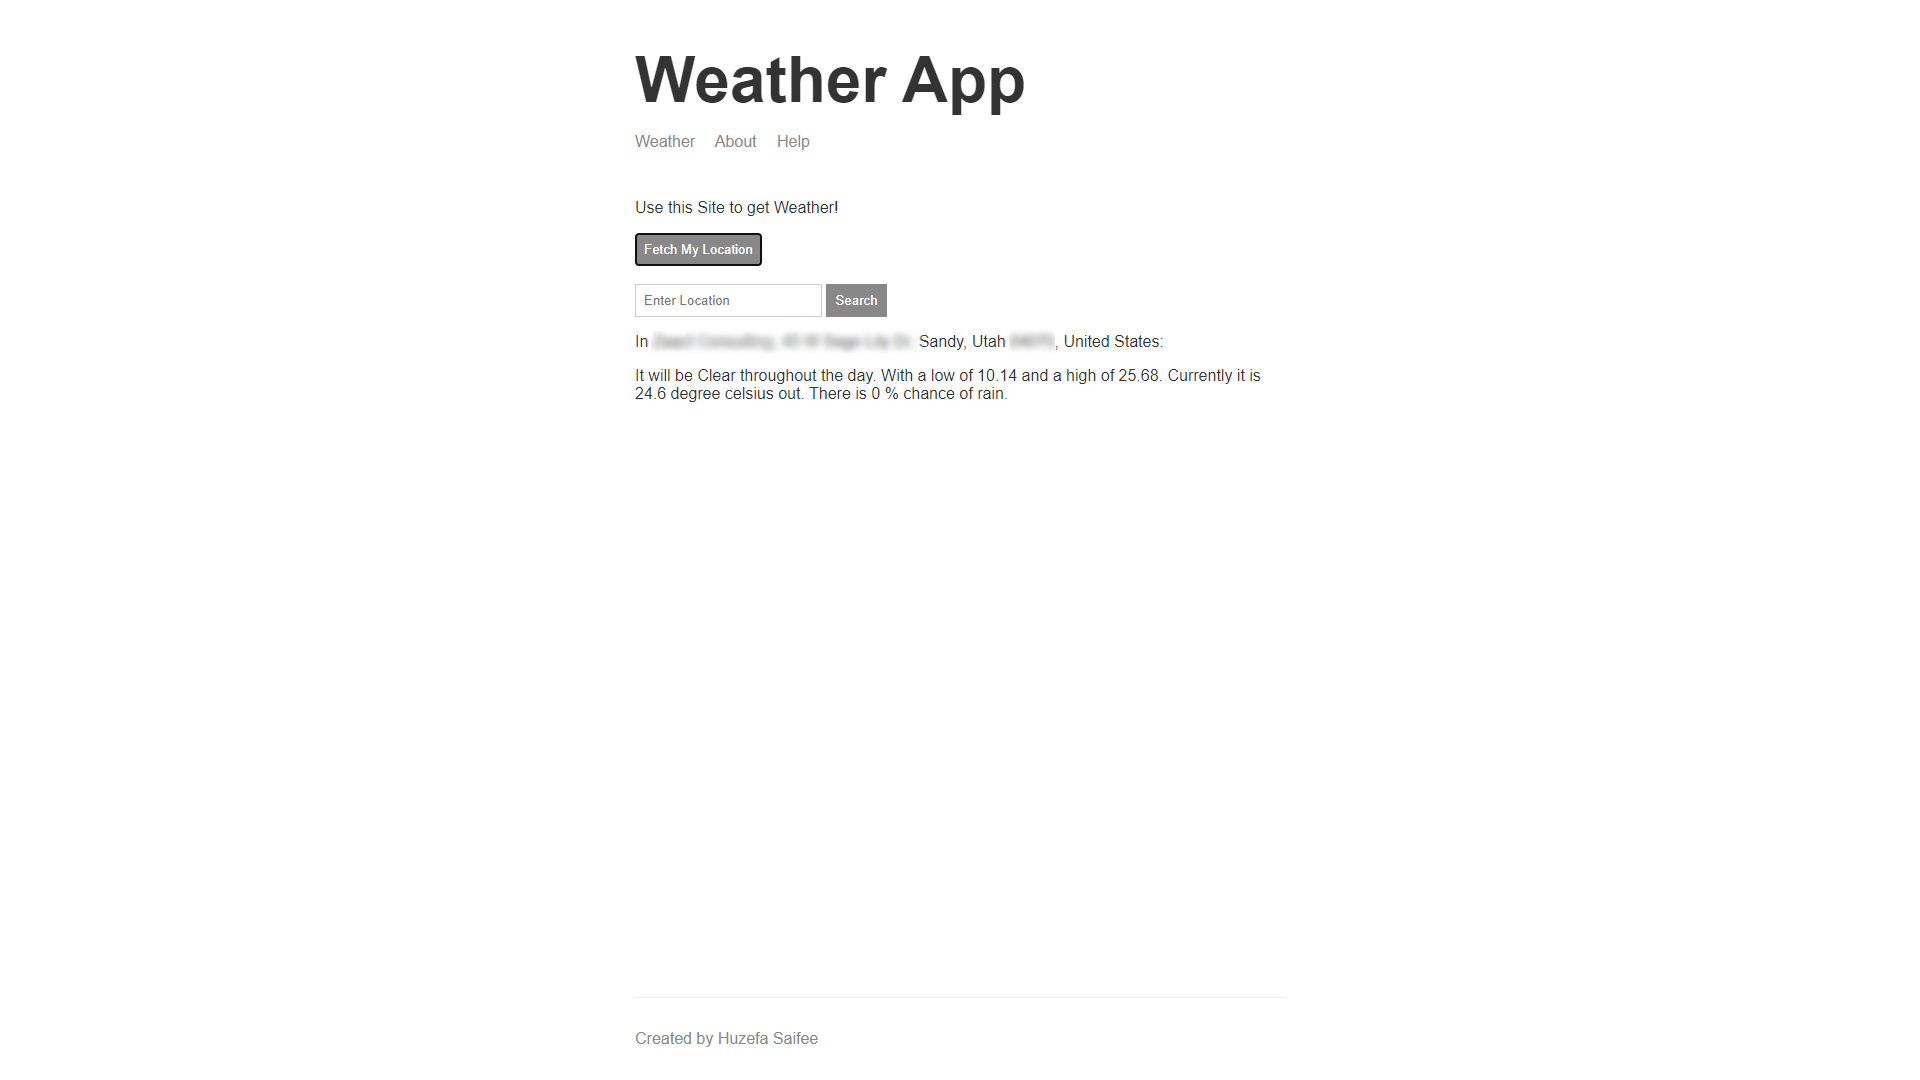 Weather App
Weather About Help
Use this Site to get Weather!
Fetch My Location
Enter Location Search
In Sandy, Utah , United States:
It will be Clear throughout the day. With a low of 10.14 and a high of 25.68. Currently it is
24.6 degree celsius out. There is 0 % chance of rain.
Created by Huzefa Saifee